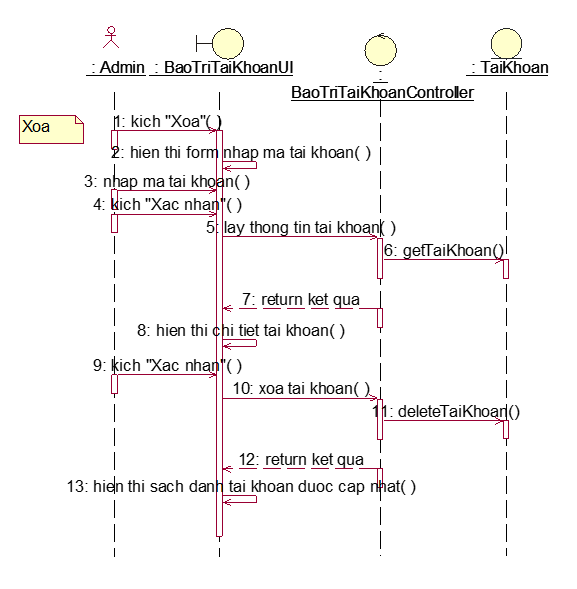 : Admin
: BaoTriTaiKhoanUI
:
BaoTriTaiKhoanController
: TaiKhoan
Xoa
1: kich "Xoa"( )
2: hien thi form nhap ma tai khoan( )
3: nhap ma tai khoan( )
4: kich "Xac nhan"( )
5: lay thong tin tai khoan( )
6: getTaiKhoan()
7: return ket qua
8: hien thi chi tiet tai khoan( )
9: kich "Xac nhan"( )
10: xoa tai khoan( )
11: deleteTaiKhoan()
12: return ket qua
13: hien thi sach danh tai khoan duoc cap nhat( )